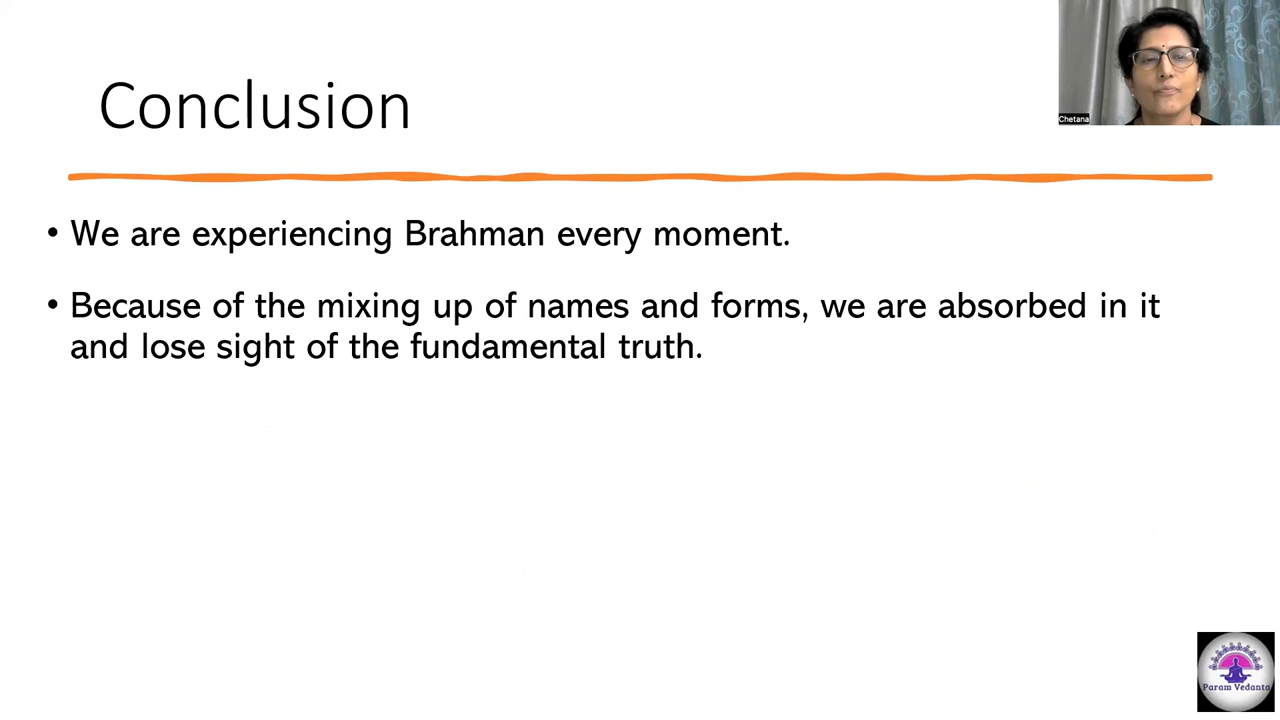 Conclusion
Chetana
• We are experiencing Brahman every moment.
• Because of the mixing up of names and forms, we are absorbed in it
and lose sight of the fundamental truth.
Param Vedanta